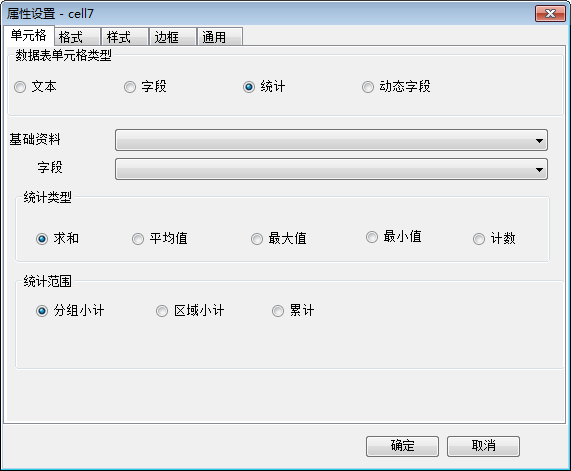 属性设置 - cell7
单元格 格式 样式 边框 通用
数据表单元格类型
文本 字段 统计 动态字段
基础资料
字段
统计类型
求和 平均值 最大值 最小值 计数
统计范围
分组小计 区域小计 累计
确定 取消